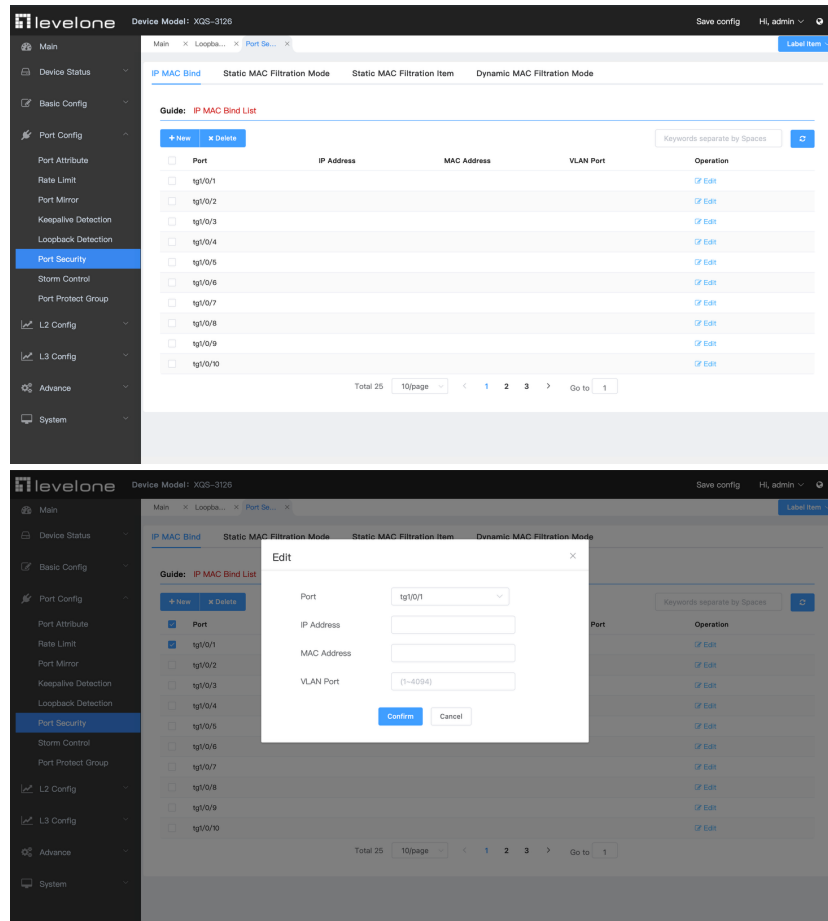 levelone Device Model: XQS-3126 Save config Hi, admin
Main Main × Loopba... × Port Se... × Label Item
Device Status IP MAC Bind Static MAC Filtration Mode Static MAC Filtration Item Dynamic MAC Filtration Mode
Basic Config Guide: IP MAC Bind List
Port Config + New × Delete Keywords separate by Spaces
Port Attribute Port IP Address MAC Address VLAN Port Operation
Rate Limit tg1/0/1 Edit
Port Mirror tg1/0/2 Edit
Keepalive Detection tg1/0/3 Edit
Loopback Detection tg1/0/4 Edit
Port Security tg1/0/5 Edit
Storm Control tg1/0/6 Edit
Port Protect Group tg1/0/7 Edit
L2 Config tg1/0/8 Edit
tg1/0/9 Edit
L3 Config tg1/0/10 Edit
Advance Total 25 10/page < 1 2 3 > Go to 1
System
levelone Device Model: XQS-3126 Save config Hi, admin
Main Main × Loopba... × Port Se... × Label Item
Device Status IP MAC Bind Static MAC Filtration Mode Static MAC Filtration Item Dynamic MAC Filtration Mode
Edit ×
Basic Config Guide: IP MAC Bind List
Port Config + New × Delete Port tg1/0/1 Keywords separate by Spaces
Port Attribute Port IP Address Port Operation
Rate Limit tg1/0/1 MAC Address Edit
Port Mirror tg1/0/2 Edit
Keepalive Detection tg1/0/3 VLAN Port (1~4094) Edit
Loopback Detection tg1/0/4 Edit
Port Security tg1/0/5 Confirm Cancel Edit
Storm Control tg1/0/6 Edit
Port Protect Group tg1/0/7 Edit
L2 Config tg1/0/8 Edit
tg1/0/9 Edit
L3 Config tg1/0/10 Edit
Advance Total 25 10/page < 1 2 3 > Go to 1
System